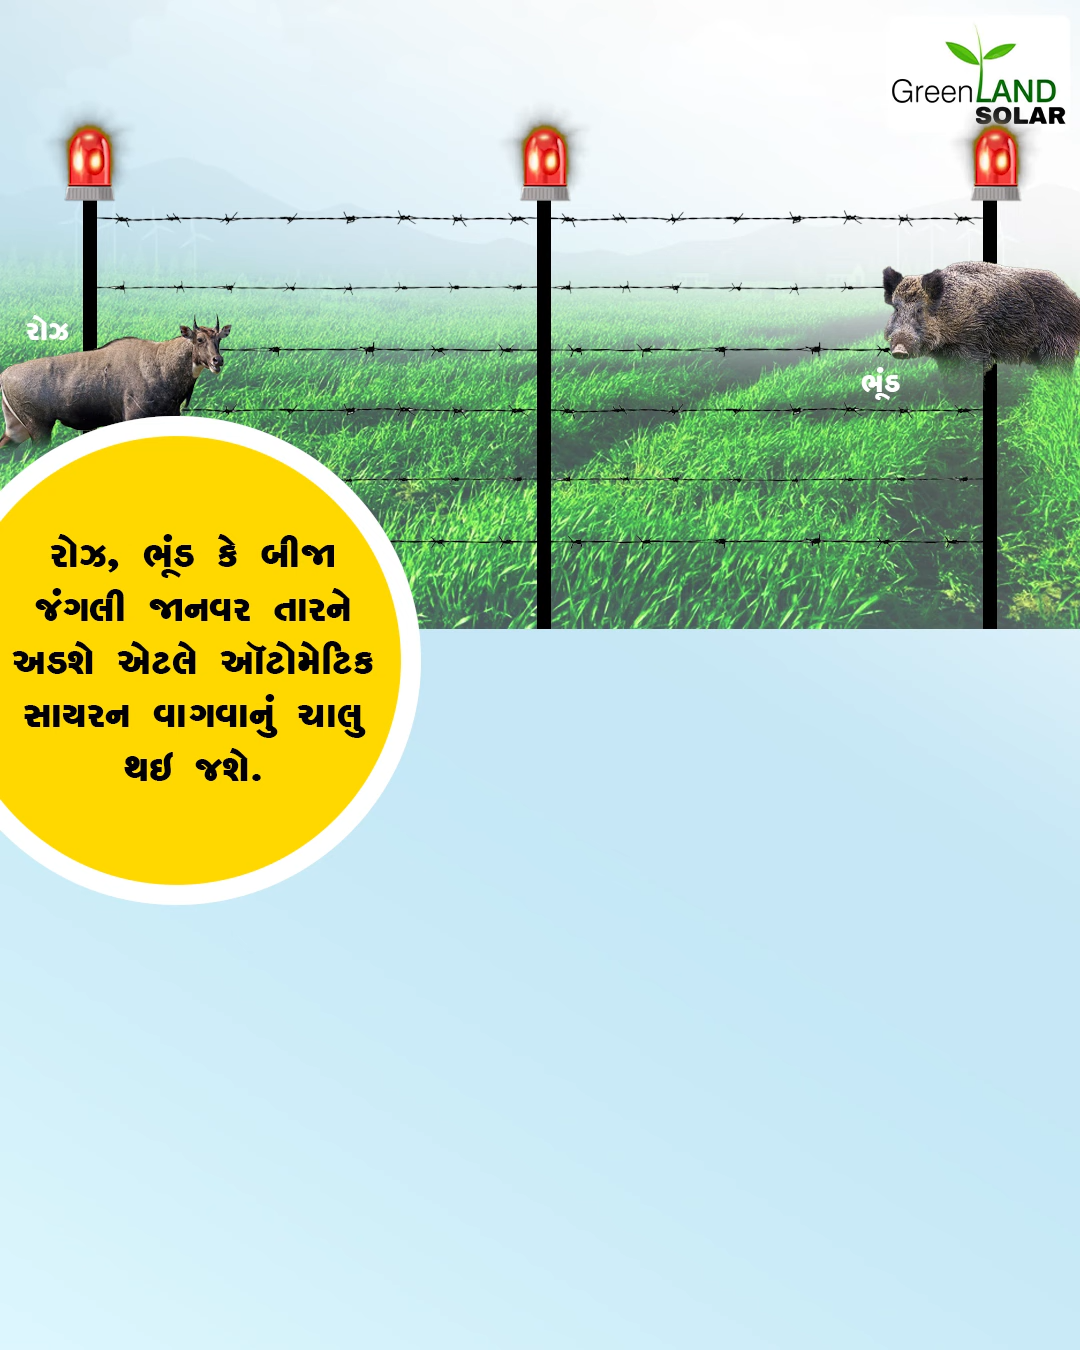 GreenLAND
SOLAR
રોઝ
ભૂંડ
રોઝ, ભૂંડ કે બીજા
જંગલી જાનવર તારને
અડશે એટલે ઑટોમેટિક
સાયરન વાગવાનું ચાલુ
થઇ જશે.